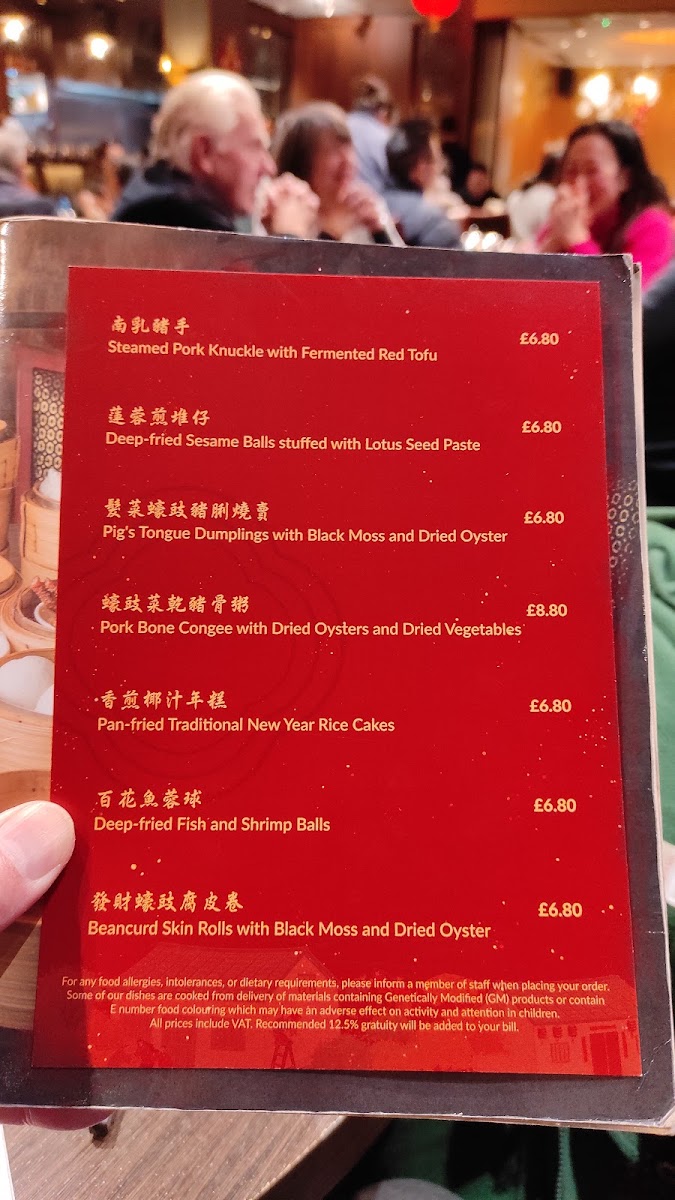 南乳豬手
Steamed Pork Knuckle with Fermented Red Tofu £6.80
蓮蓉煎堆仔
Deep-fried Sesame Balls stuffed with Lotus Seed Paste £6.80
髮菜蠔豉豬脷燒賣
Pig's Tongue Dumplings with Black Moss and Dried Oyster £6.80
蠔豉菜乾豬骨粥
Pork Bone Congee with Dried Oysters and Dried Vegetables £8.80
香煎椰汁年糕
Pan-fried Traditional New Year Rice Cakes £6.80
百花魚蓉球
Deep-fried Fish and Shrimp Balls £6.80
發財蠔豉腐皮卷
Beancurd Skin Rolls with Black Moss and Dried Oyster £6.80
For any food allergies, intolerances, or dietary requirements, please inform a member of staff when placing your order.
Some of our dishes are cooked from delivery of materials containing Genetically Modified (GM) products or contain
E number food colouring which may have an adverse effect on activity and attention in children.
All prices include VAT. Recommended 12.5% gratuity will be added to your bill.